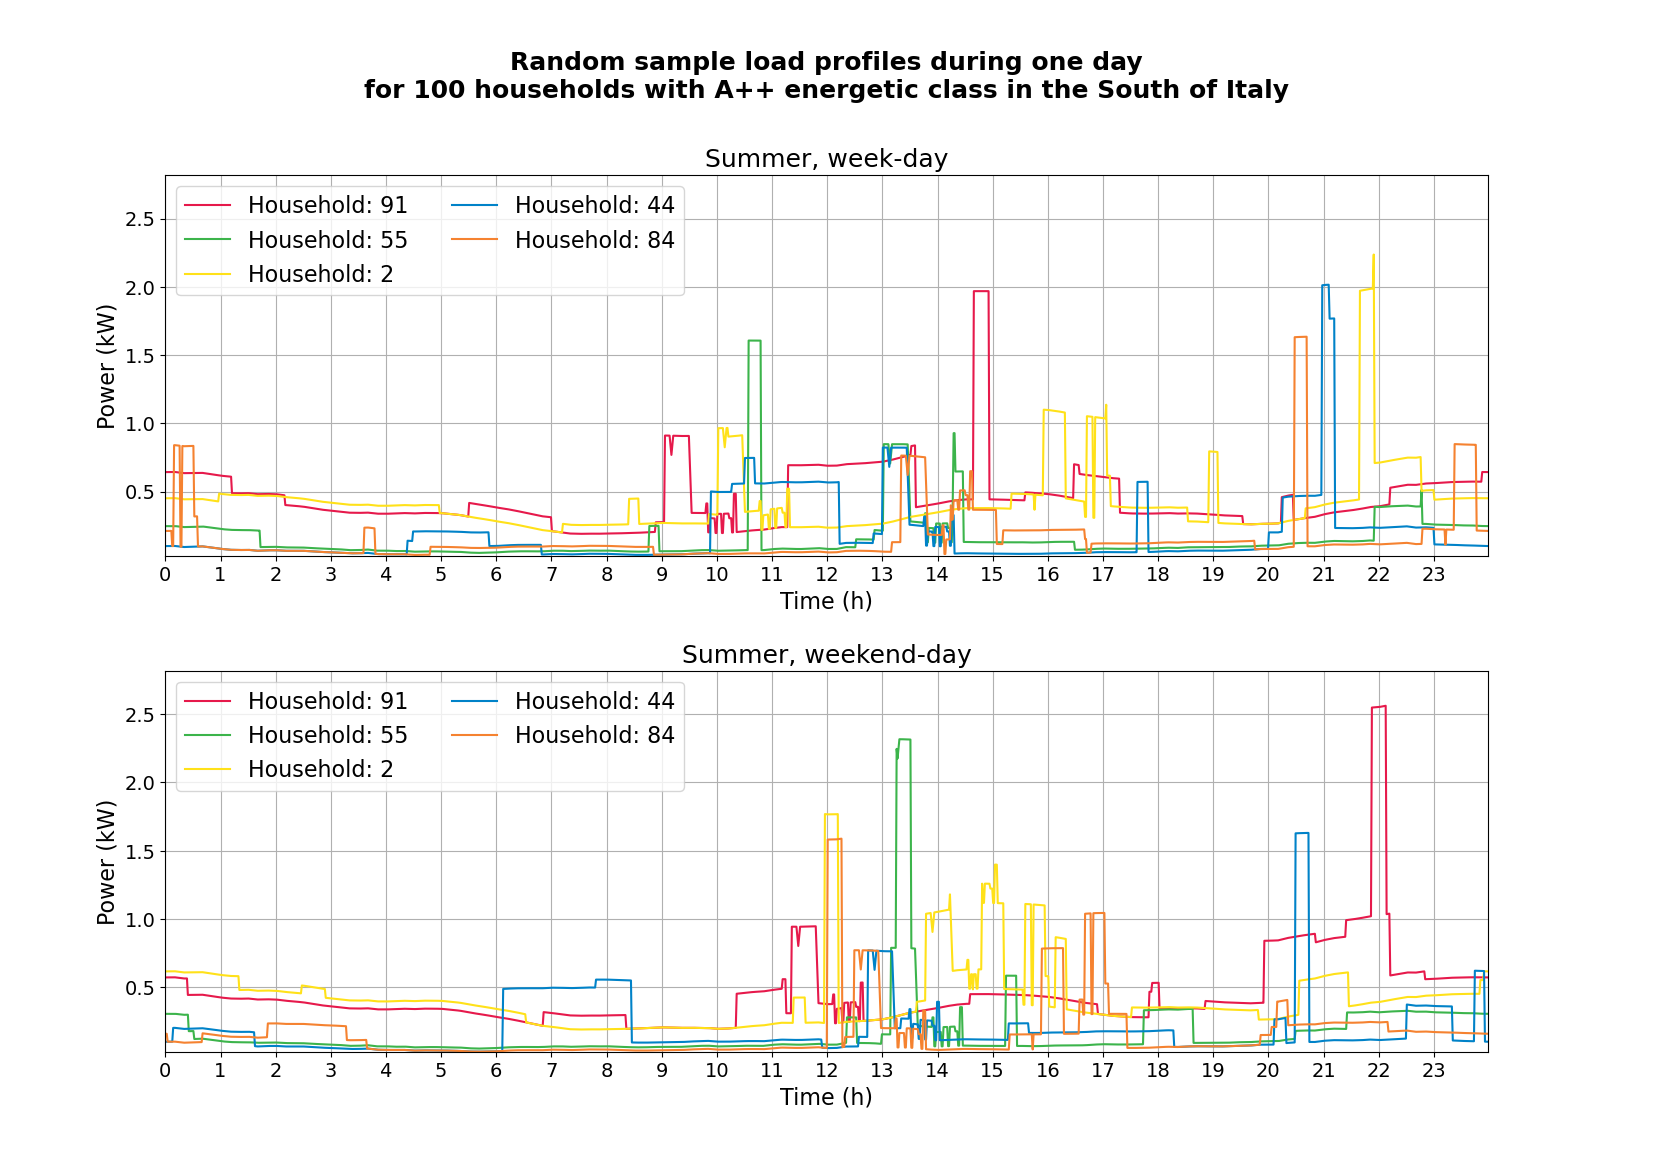 Random sample load profiles during one day
for 100 households with A++ energetic class in the South of Italy
Summer, week-day
Household: 91
Household: 55
Household: 2
Household: 44
Household: 84
Power (kW)
2.5
2.0
1.5
1.0
0.5
0 1 2 3 4 5 6 7 8 9 10 11 12 13 14 15 16 17 18 19 20 21 22 23
Time (h)
Summer, weekend-day
Household: 91
Household: 55
Household: 2
Household: 44
Household: 84
Power (kW)
2.5
2.0
1.5
1.0
0.5
0 1 2 3 4 5 6 7 8 9 10 11 12 13 14 15 16 17 18 19 20 21 22 23
Time (h)